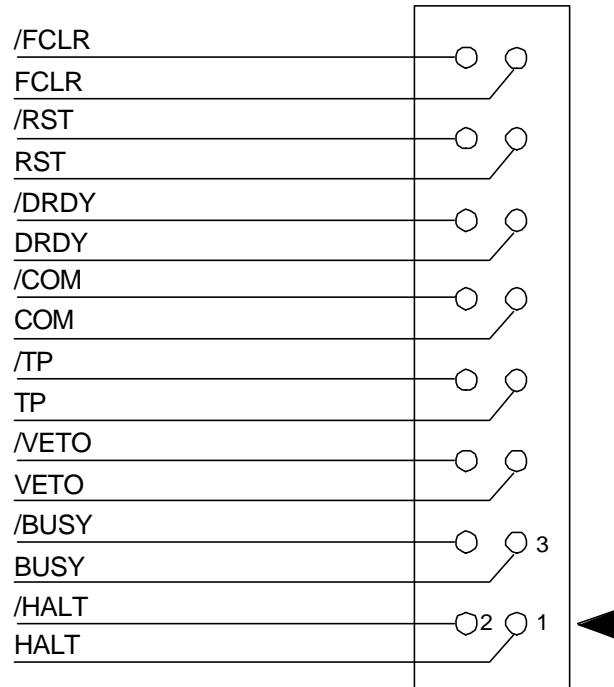 /FCLR
FCLR
/RST
RST
/DRDY
DRDY
/COM
COM
/TP
TP
/VETO
VETO
/BUSY
3
BUSY
/HALT
2 1
HALT